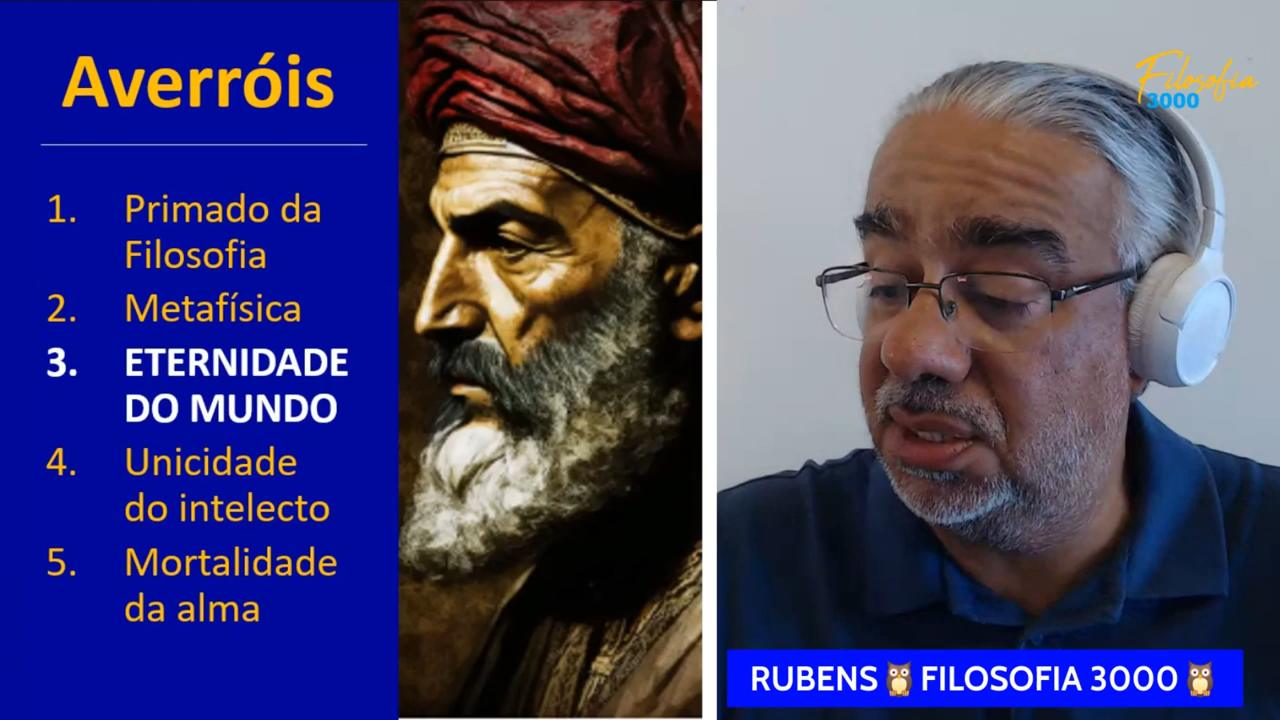 Averróis
1. Primado da
Filosofia
2. Metafísica
3. ETERNIDADE
DO MUNDO
4. Unicidade
do intelecto
5. Mortalidade
da alma
Filosofia
3000
RUBENS🦉FILOSOFIA 3000🦉